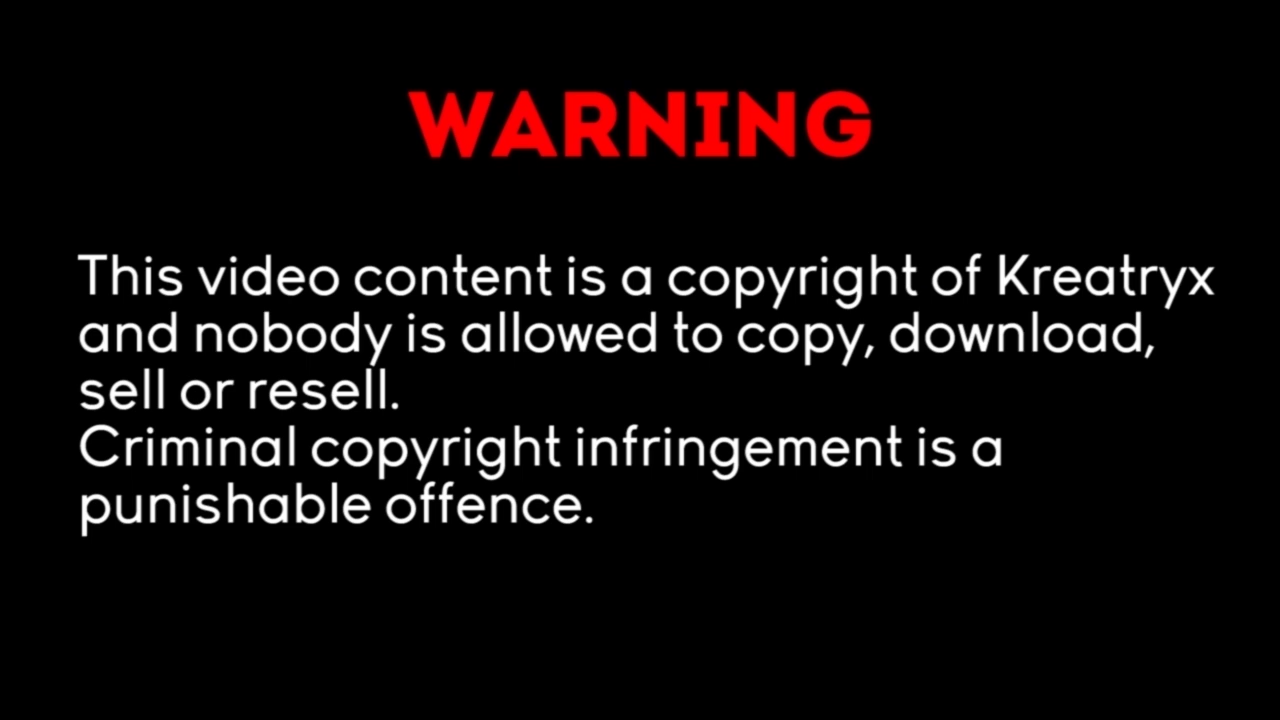 WARNING
This video content is a copyright of Kreatryx
and nobody is allowed to copy, download,
sell or resell.
Criminal copyright infringement is a
punishable offence.